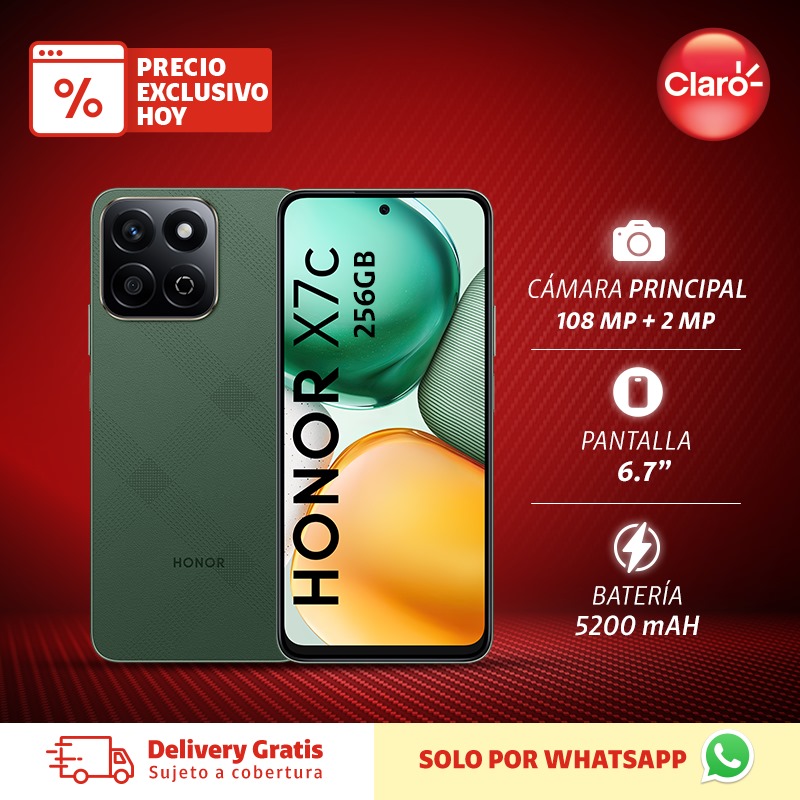 PRECIO
EXCLUSIVO
HOY
%
Claro
HONOR X7C
256GB
HONOR
CÁMARA PRINCIPAL
108 MP + 2 MP
PANTALLA
6.7”
BATERÍA
5200 mAH
Delivery Gratis
Sujeto a cobertura
SOLO POR WHATSAPP